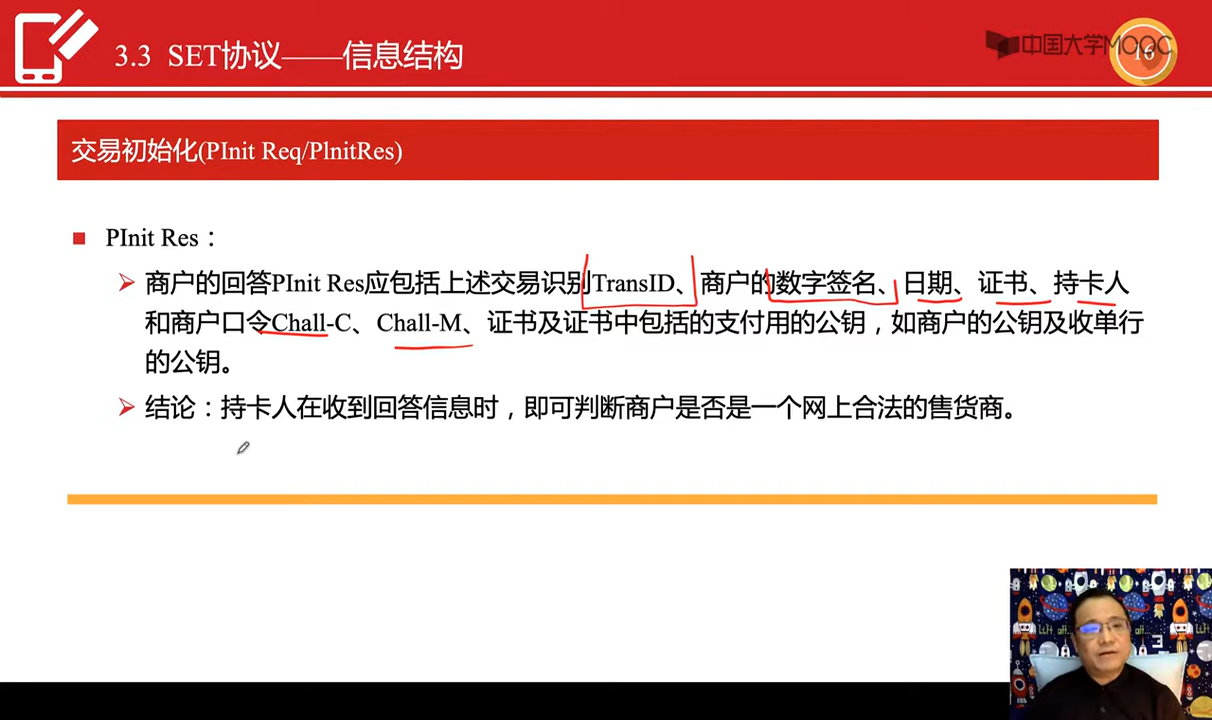 3.3 SET协议——信息结构
中国大学MOOC
16
交易初始化(PInit Req/PlnitRes)
PInit Res：
商户的回答PInit Res应包括上述交易识别TransID、商户的数字签名、日期、证书、持卡人
和商户口令Chall-C、Chall-M、证书及证书中包括的支付用的公钥，如商户的公钥及收单行
的公钥。
结论：持卡人在收到回答信息时，即可判断商户是否是一个网上合法的售货商。